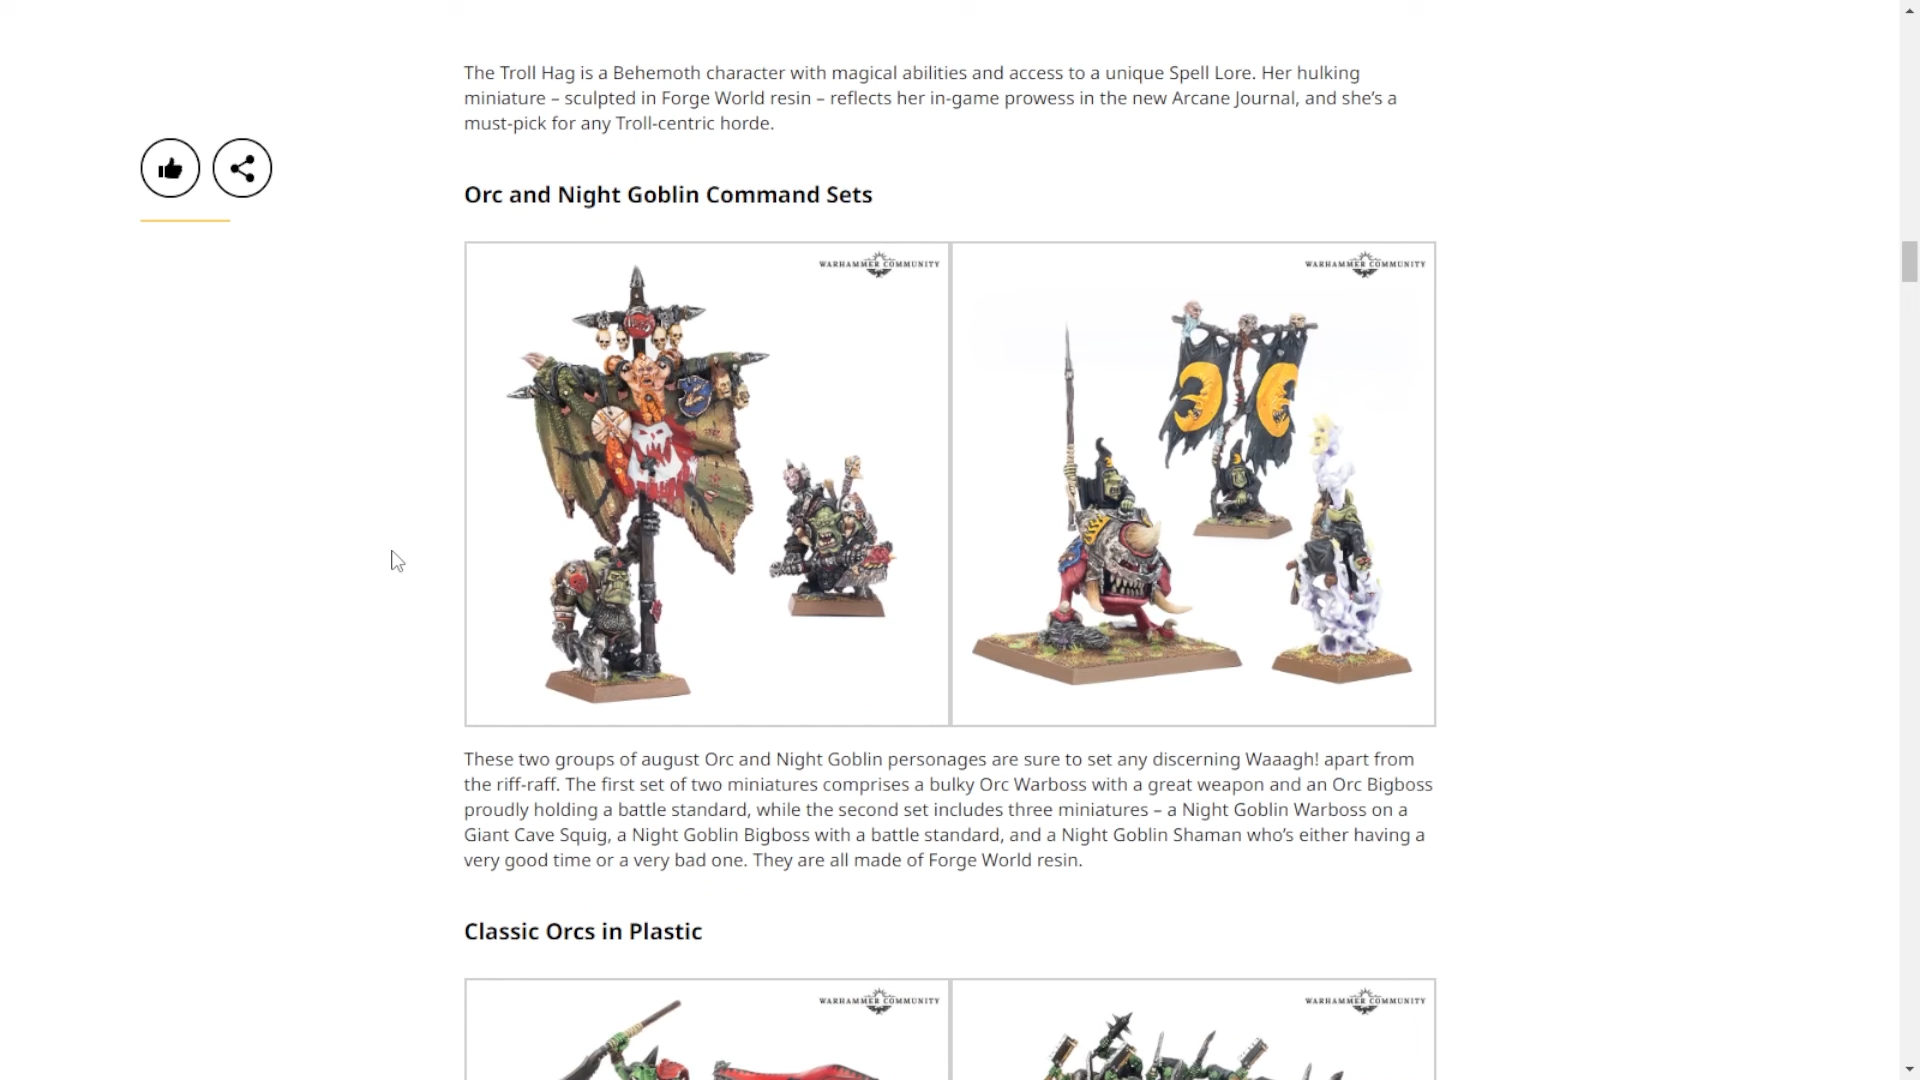 The Troll Hag is a Behemoth character with magical abilities and access to a unique Spell Lore. Her hulking
miniature – sculpted in Forge World resin – reflects her in-game prowess in the new Arcane Journal, and she’s a
must-pick for any Troll-centric horde.
Orc and Night Goblin Command Sets
WARHAMMER COMMUNITY
WARHAMMER COMMUNITY
These two groups of august Orc and Night Goblin personages are sure to set any discerning Waaagh! apart from
the riff-raff. The first set of two miniatures comprises a bulky Orc Warboss with a great weapon and an Orc Bigboss
proudly holding a battle standard, while the second set includes three miniatures – a Night Goblin Warboss on a
Giant Cave Squig, a Night Goblin Bigboss with a battle standard, and a Night Goblin Shaman who’s either having a
very good time or a very bad one. They are all made of Forge World resin.
Classic Orcs in Plastic
WARHAMMER COMMUNITY
WARHAMMER COMMUNITY